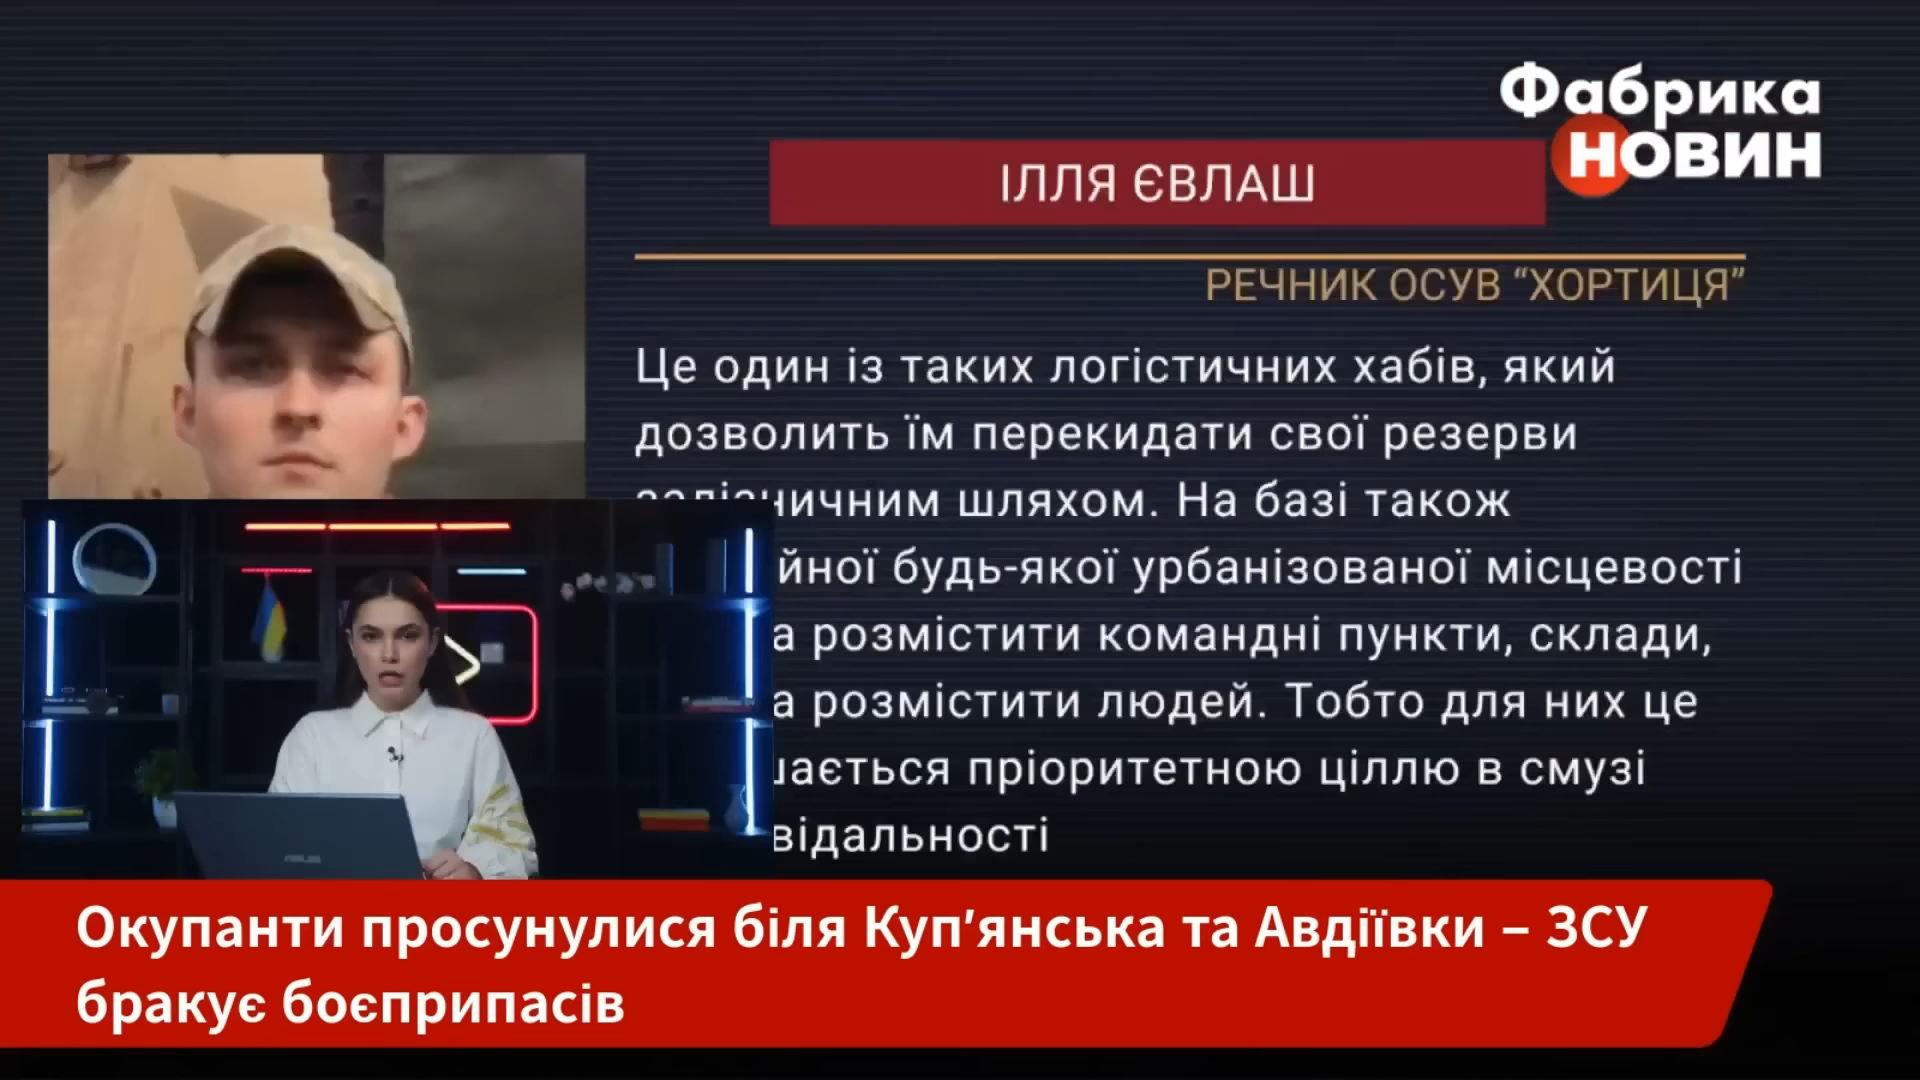 Фабрика
НОВИН
ІЛЛЯ ЄВЛАШ
РЕЧНИК ОСУВ “ХОРТИЦЯ”
Це один із таких логістичних хабів, який
дозволить їм перекидати свої резерви
шляхом. На базі також
будь-якої урбанізованої місцевості
розмістити командні пункти, склади,
розмістити людей. Тобто для них це
пріоритетною ціллю в смузі
Окупанти просунулися біля Куп′янська та Авдіївки – ЗСУ
бракує боєприпасів